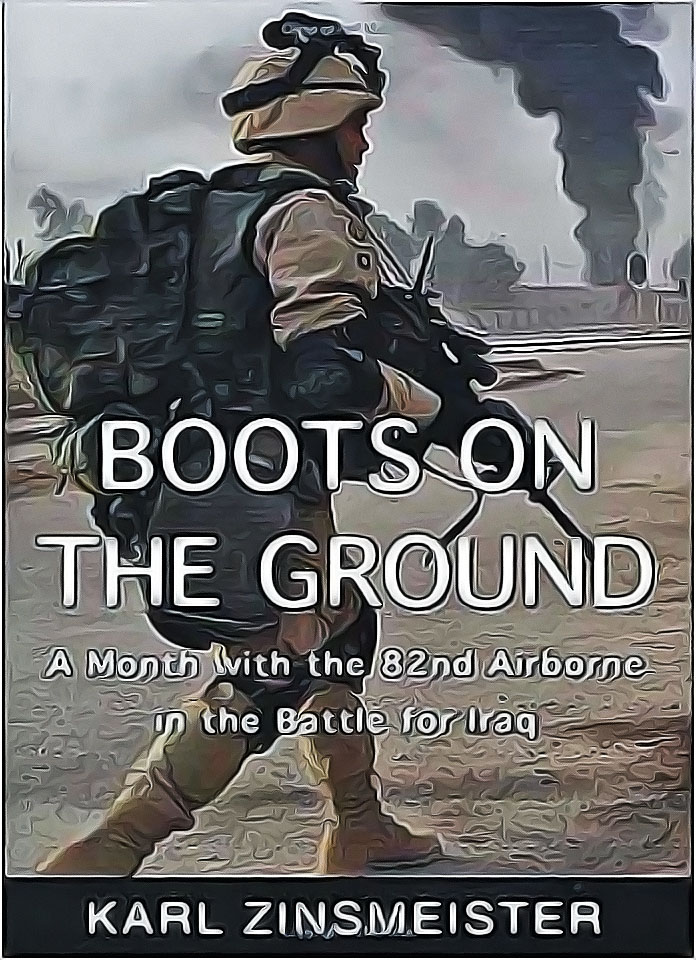 BOOTS ON
THE GROUND
A Month with the 82nd Airborne
in the Battle for Iraq
KARL ZINSMEISTER